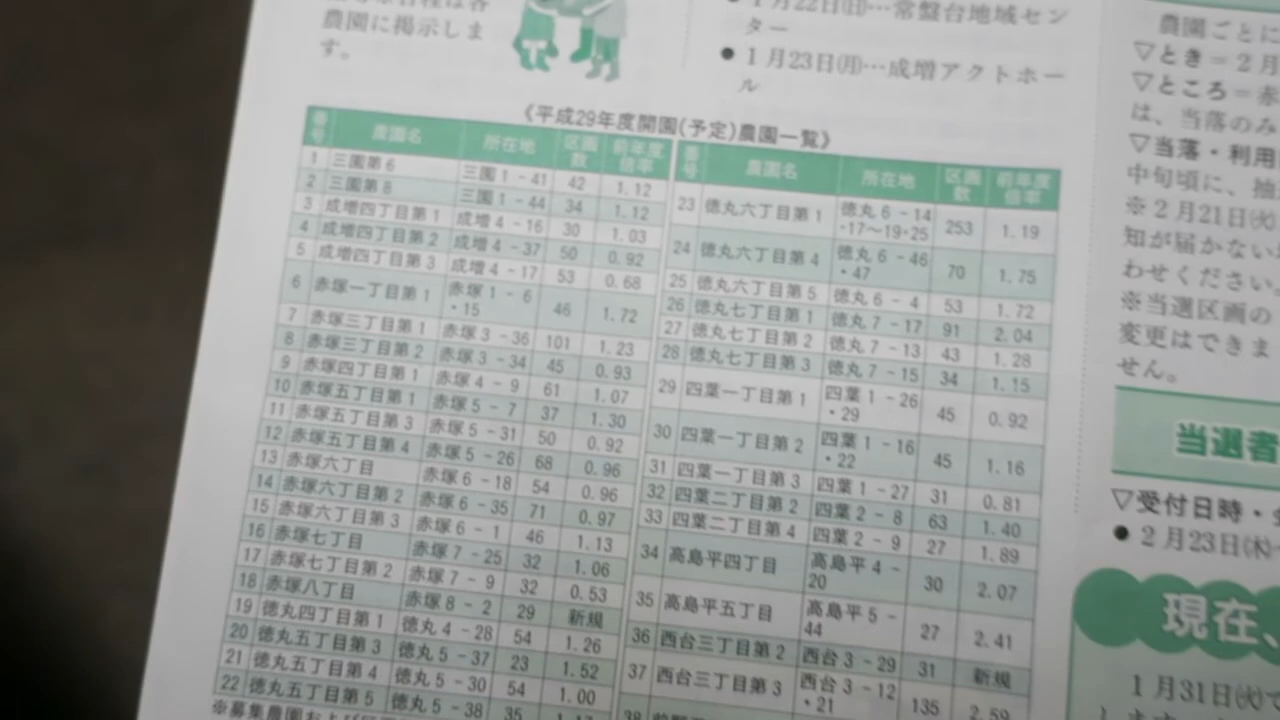 農園に掲示しま
す。
1月22日(日)…常盤台地域セン
ター
● 1月23日(月)…成増アクトホー
ル
《平成29年度開園(予定)農園一覧》
番号 農園名 所在地 区画数 前年度倍率
1 三園第6 三園1-41 42 1.12
2 三園第8 三園1-44 34 1.12
3 成増四丁目第1 成増4-16 30 1.03
4 成増四丁目第2 成増4-37 50 0.92
5 成増四丁目第3 成増4-17 53 0.68
6 赤塚一丁目第1 赤塚1-6・15 46 1.72
7 赤塚三丁目第1 赤塚3-36 101 1.23
8 赤塚三丁目第2 赤塚3-34 45 0.93
9 赤塚四丁目第1 赤塚4-9 61 1.07
10 赤塚五丁目第1 赤塚5-7 37 1.30
11 赤塚五丁目第3 赤塚5-31 50 0.92
12 赤塚五丁目第4 赤塚5-26 68 0.96
13 赤塚六丁目 赤塚6-18 54 0.96
14 赤塚六丁目第2 赤塚6-35 71 0.97
15 赤塚六丁目第3 赤塚6-1 46 1.13
16 赤塚七丁目 赤塚7-25 32 1.06
17 赤塚七丁目第2 赤塚7-9 32 0.53
18 赤塚八丁目 赤塚8-2 29 新規
19 徳丸四丁目第1 徳丸4-28 54 1.26
20 徳丸五丁目第3 徳丸5-37 23 1.52
21 徳丸五丁目第4 徳丸5-30 54 1.00
22 徳丸五丁目第5 徳丸5-38 35
番号 農園名 所在地 区画数 前年度倍率
23 徳丸六丁目第1 徳丸6-14・17〜19・25 253 1.19
24 徳丸六丁目第4 徳丸6-46・47 70 1.75
25 徳丸六丁目第5 徳丸6-4 53 1.72
26 徳丸七丁目第1 徳丸7-17 91 2.04
27 徳丸七丁目第2 徳丸7-13 43 1.28
28 徳丸七丁目第3 徳丸7-15 34 1.15
29 四葉一丁目第1 四葉1-26・29 45 0.92
30 四葉一丁目第2 四葉1-16・22 45 1.16
31 四葉一丁目第3 四葉1-27 31 0.81
32 四葉二丁目第2 四葉2-8 63 1.40
33 四葉二丁目第4 四葉2-9 27 1.89
34 高島平四丁目 高島平4-20 30 2.07
35 高島平五丁目 高島平5-44 27 2.41
36 西台三丁目第2 西台3-29 31 新規
37 西台三丁目第3 西台3-12・21 135 2.59
38
農園ごとに
▽とき=2月
▽ところ=赤
は、当落のみ
▽当落・利用
中旬頃に、抽
※2月21日(火)
知が届かない
わせください。
※当選区画の
変更はできま
せん。
当選者
▽受付日時・
● 2月23日(木)
現在、
1月31日(火)で